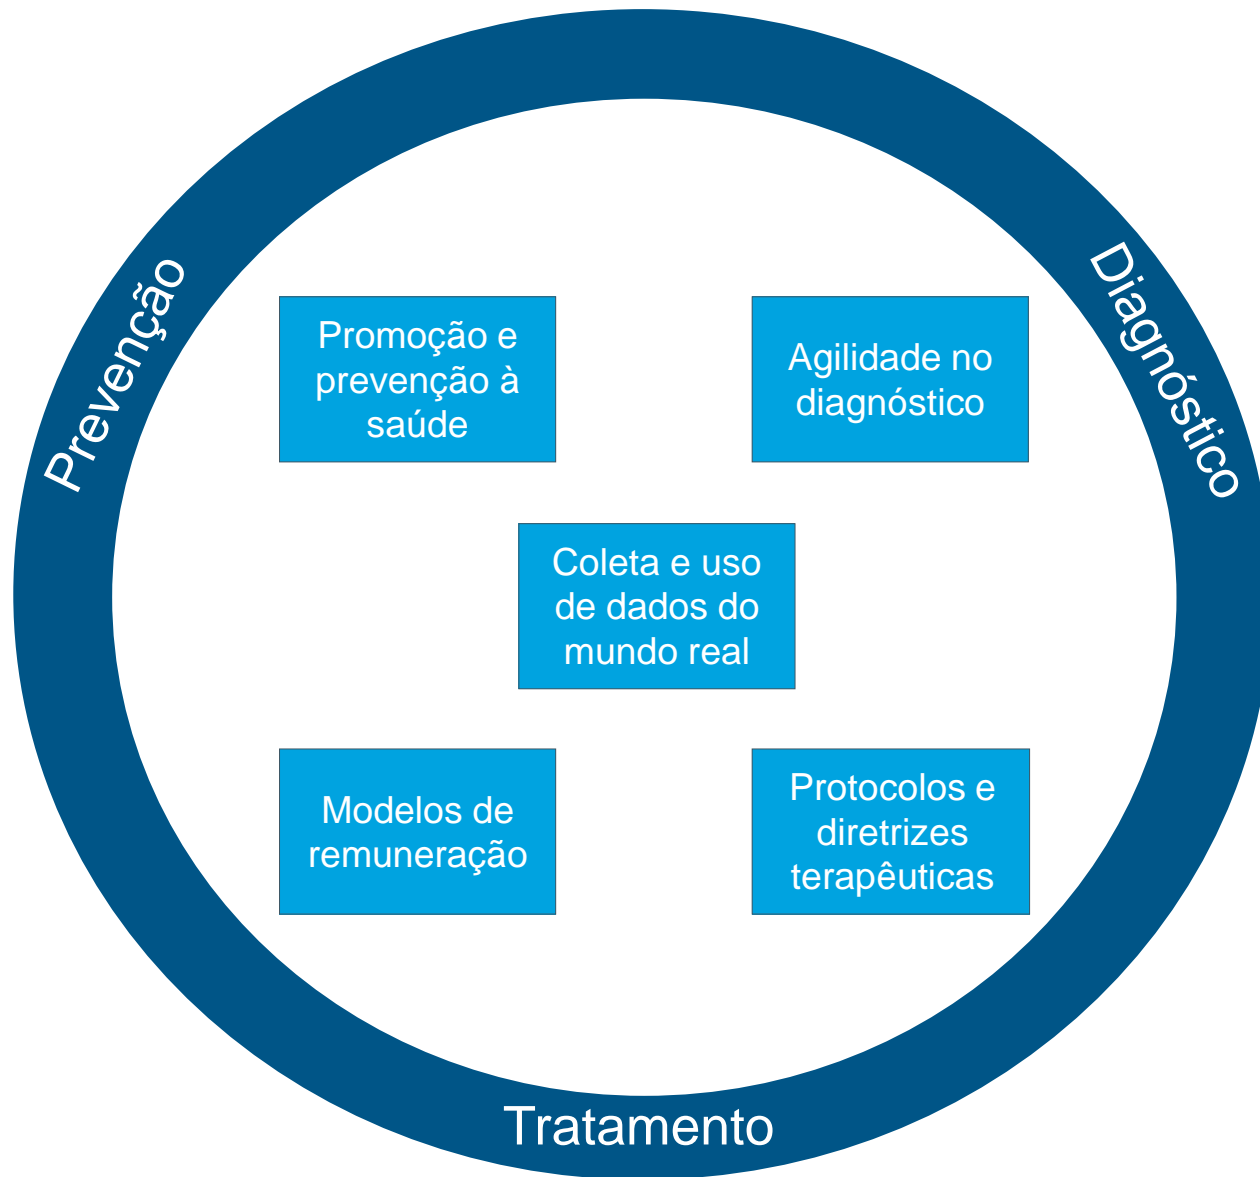 Prevenção
Diagnóstico
Promoção e
prevenção à
saúde
Agilidade no
diagnóstico
Coleta e uso
de dados do
mundo real
Modelos de
remuneração
Protocolos e
diretrizes
terapêuticas
Tratamento